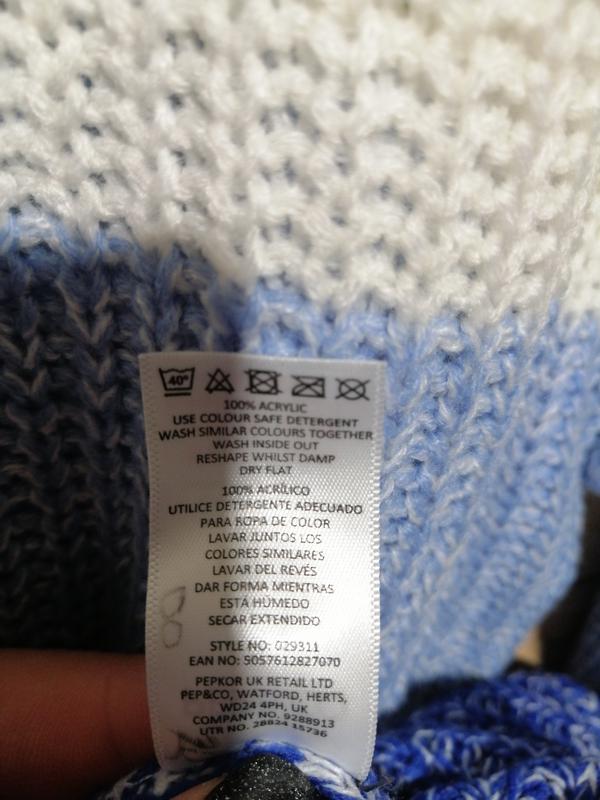 40°
100% ACRYLIC
USE COLOUR SAFE DETERGENT
WASH SIMILAR COLOURS TOGETHER
WASH INSIDE OUT
RESHAPE WHILST DAMP
DRY FLAT
100% ACRÍLICO
UTILICE DETERGENTE ADECUADO
PARA ROPA DE COLOR
LAVAR JUNTOS LOS
COLORES SIMILARES
LAVAR DEL REVÉS
DAR FORMA MIENTRAS
ESTÁ HÚMEDO
SECAR EXTENDIDO
STYLE NO: 029311
EAN NO: 5057612827070
PEPKOR UK RETAIL LTD
PEP&CO, WATFORD, HERTS,
WD24 4PH, UK
COMPANY NO. 9288913
UTR NO. 28824 15736